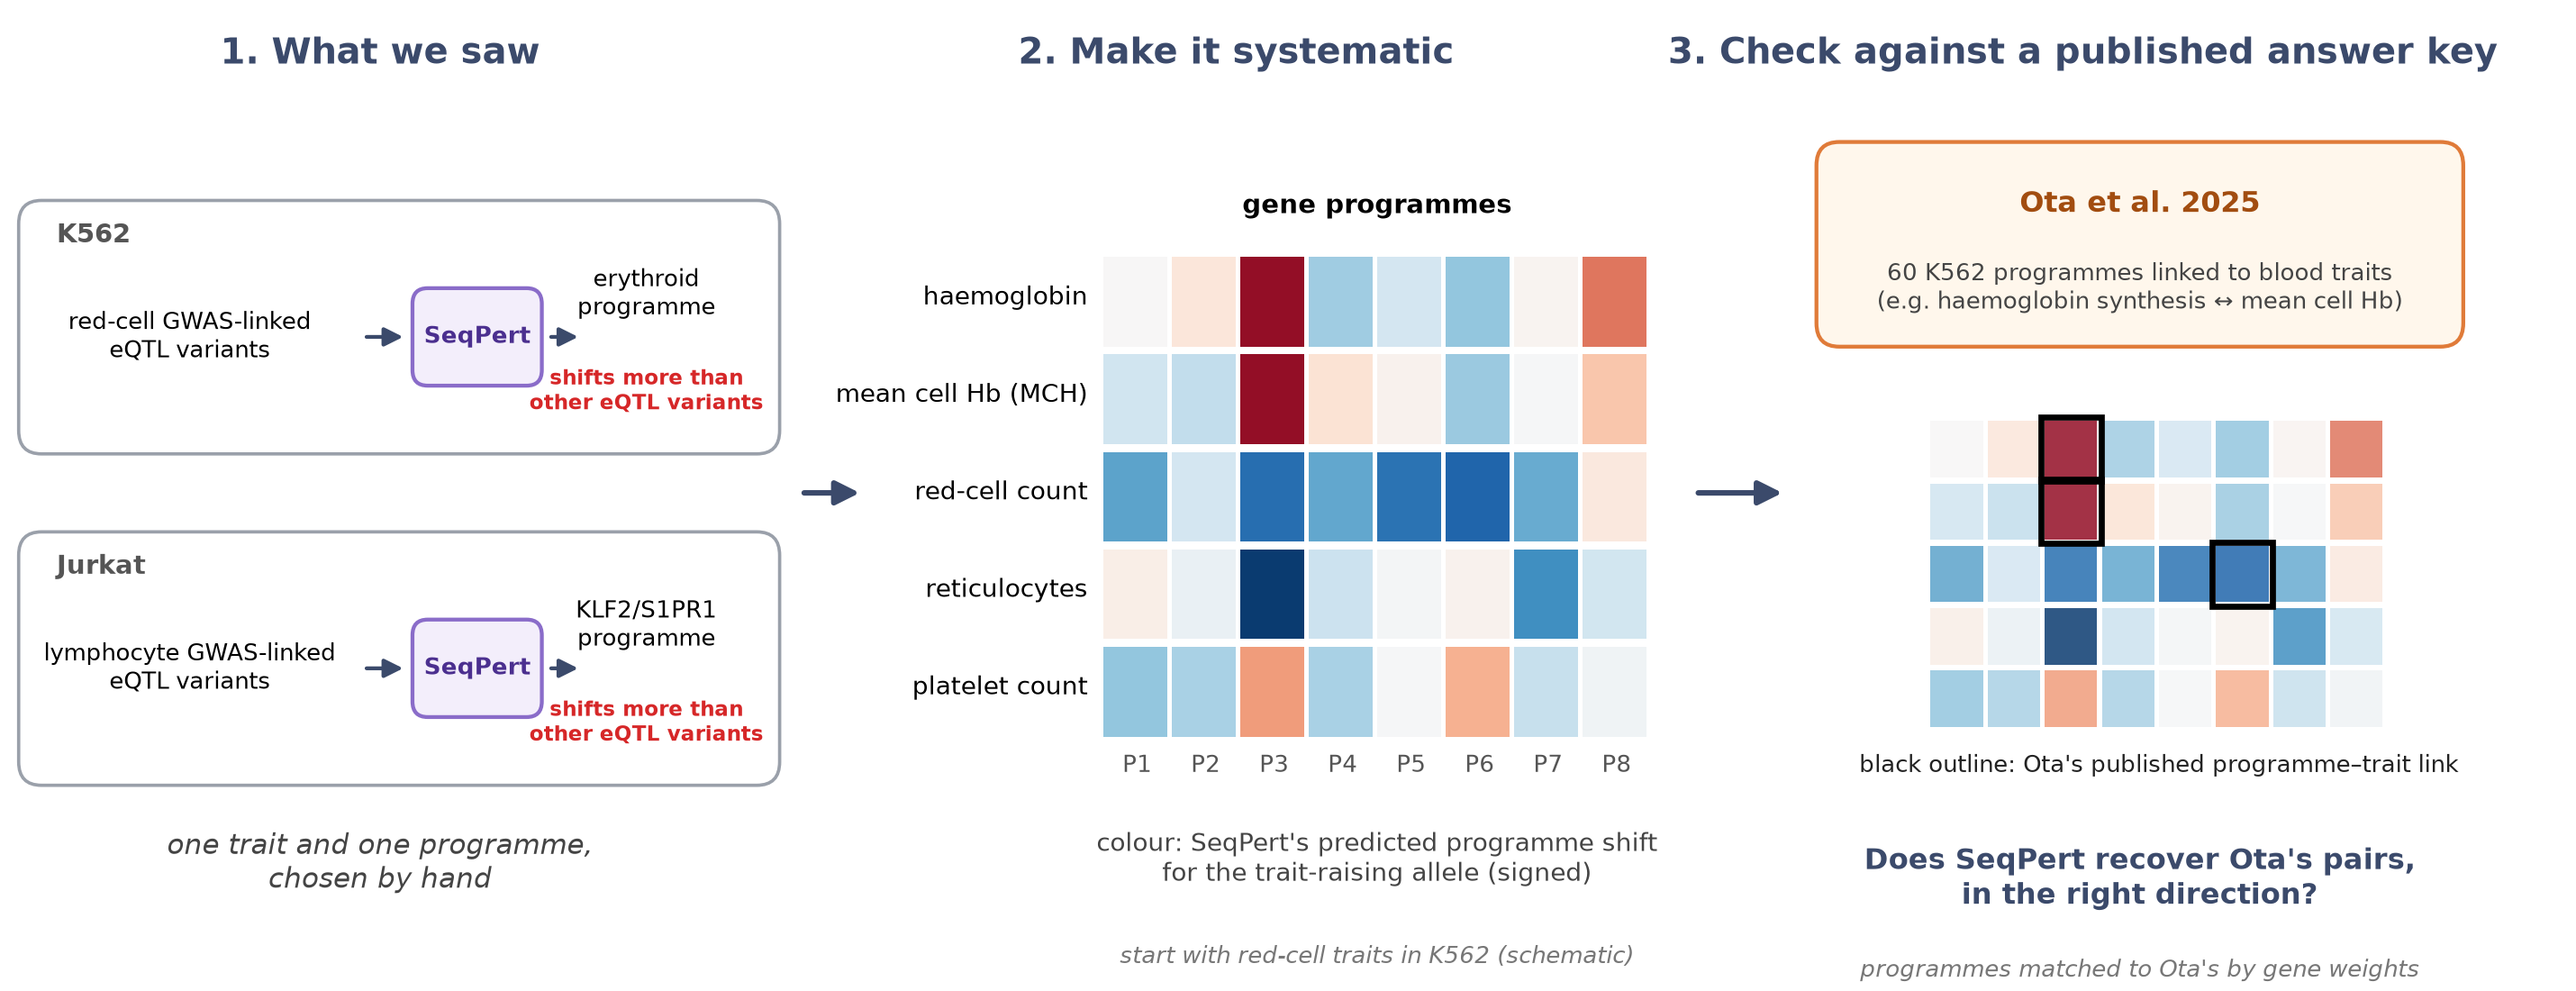 1. What we saw
K562
red-cell GWAS-linked
eQTL variants
SeqPert
erythroid
programme
shifts more than
other eQTL variants
Jurkat
lymphocyte GWAS-linked
eQTL variants
SeqPert
KLF2/S1PR1
programme
shifts more than
other eQTL variants
one trait and one programme,
chosen by hand
2. Make it systematic
gene programmes
haemoglobin
mean cell Hb (MCH)
red-cell count
reticulocytes
platelet count
P1 P2 P3 P4 P5 P6 P7 P8
colour: SeqPert's predicted programme shift
for the trait-raising allele (signed)
start with red-cell traits in K562 (schematic)
3. Check against a published answer key
Ota et al. 2025
60 K562 programmes linked to blood traits
(e.g. haemoglobin synthesis ↔ mean cell Hb)
black outline: Ota's published programme–trait link
Does SeqPert recover Ota's pairs,
in the right direction?
programmes matched to Ota's by gene weights